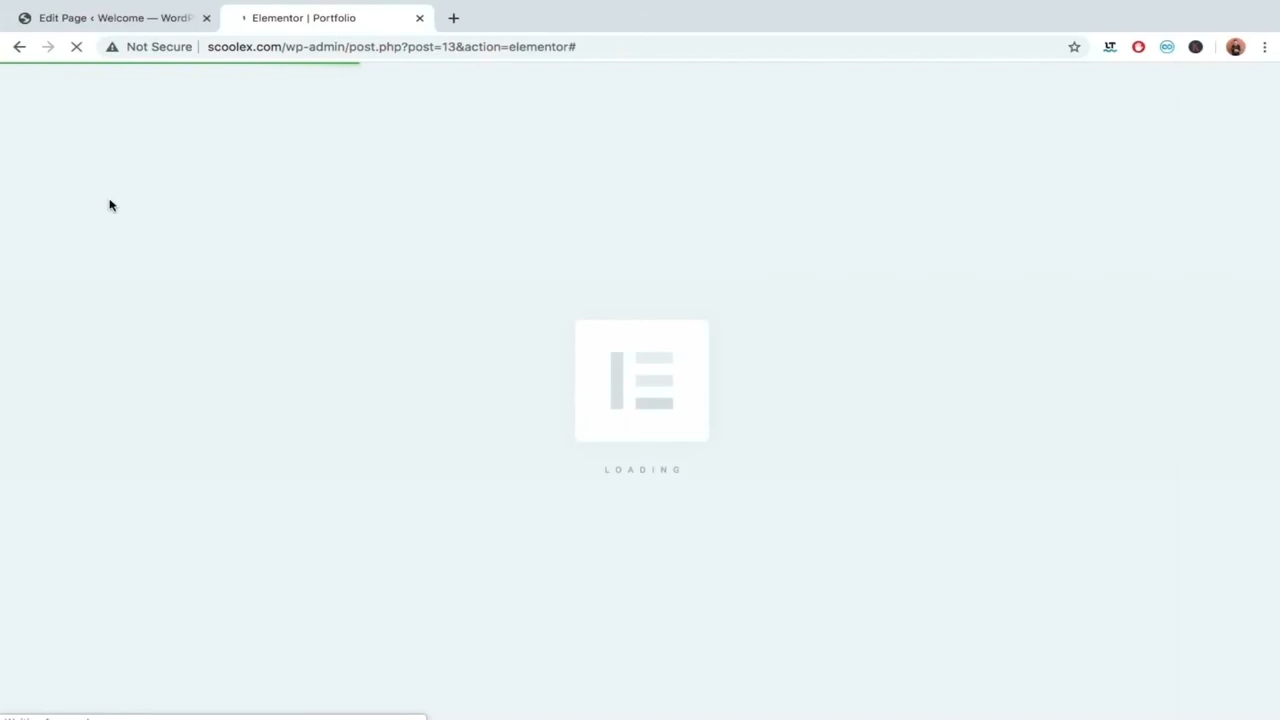 Edit Page ‹ Welcome — WordP
Elementor | Portfolio
Not Secure
scoolex.com/wp-admin/post.php?post=13&action=elementor#
LT
LOADING